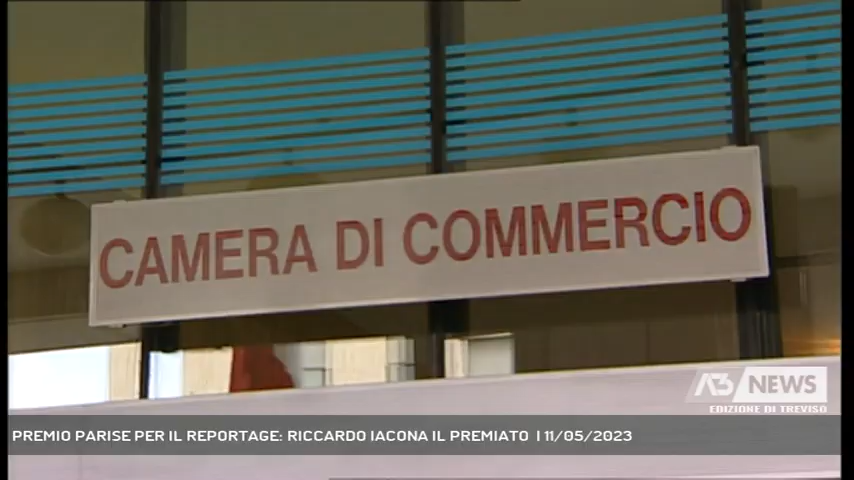 CAMERA DI COMMERCIO
A3 NEWS
EDIZIONE DI TREVISO
PREMIO PARISE PER IL REPORTAGE: RICCARDO IACONA IL PREMIATO | 11/05/2023